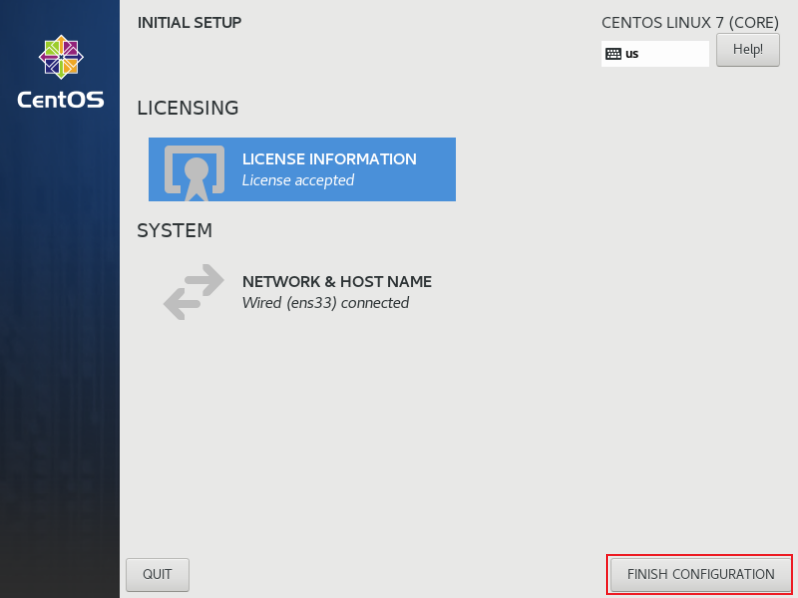 INITIAL SETUP
CENTOS LINUX 7 (CORE)
us
Help!
CentOS
LICENSING
LICENSE INFORMATION
License accepted
SYSTEM
NETWORK & HOST NAME
Wired (ens33) connected
QUIT
FINISH CONFIGURATION